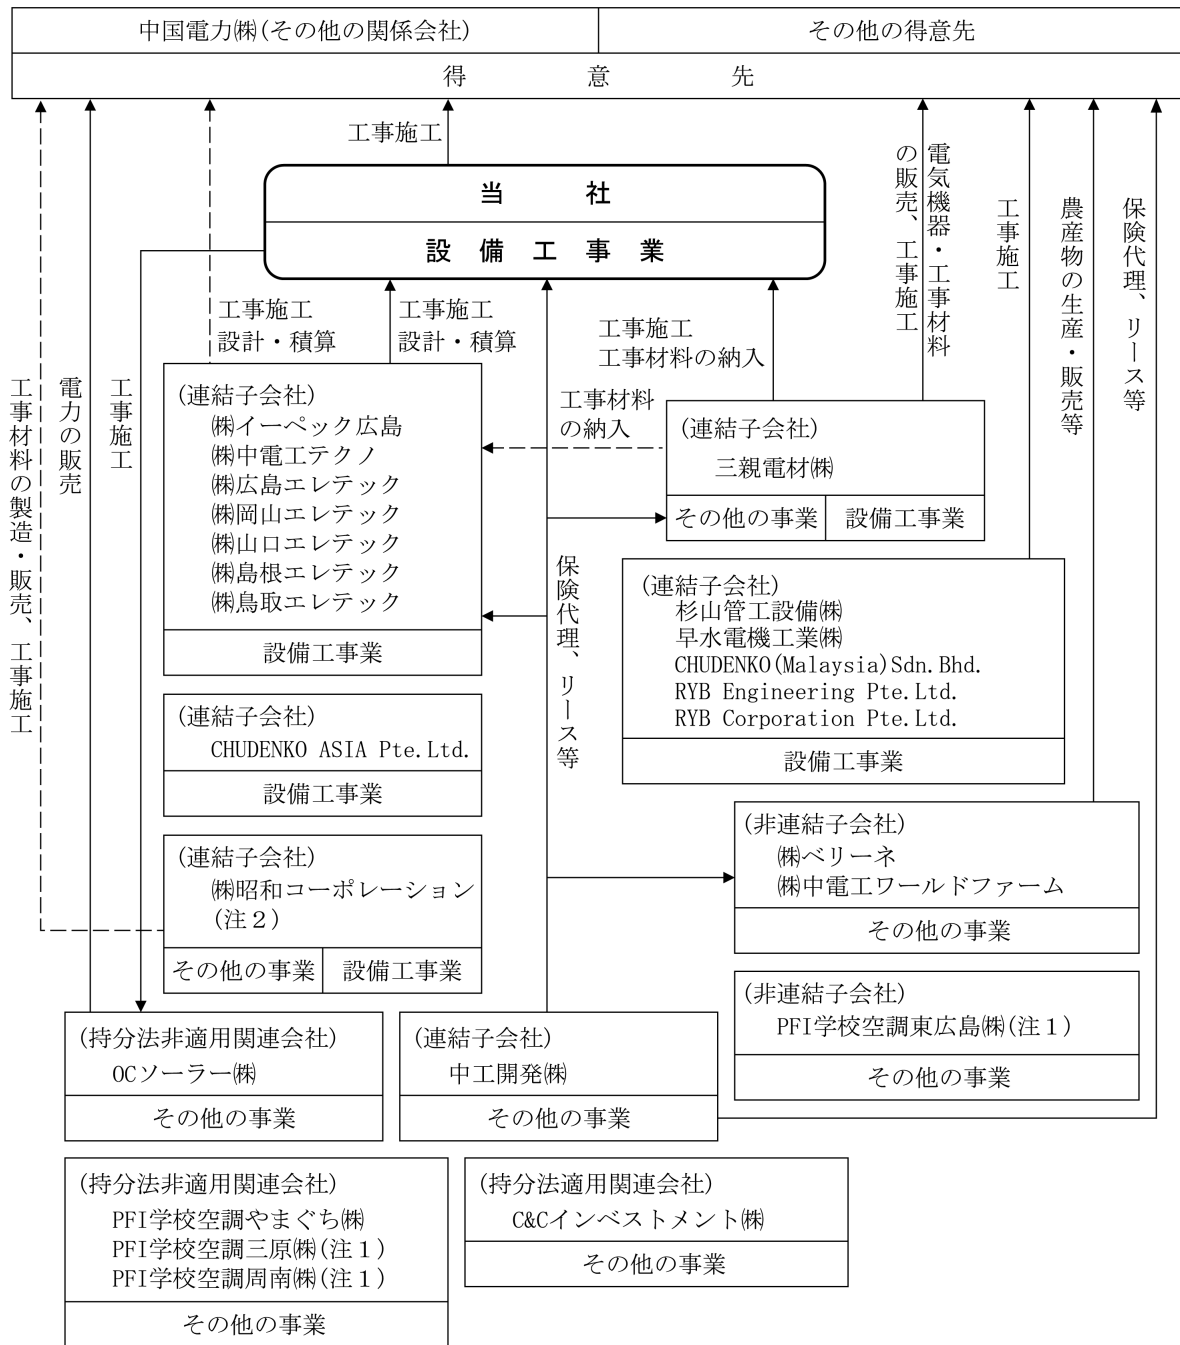 中国電力㈱(その他の関係会社)
その他の得意先
得意先
工事施工
当社
設備工事業
電気機器・工事材料
の販売、工事施工
工事施工
農産物の生産・販売等
保険代理、リース等
工事施工
設計・積算
工事施工
設計・積算
工事施工
工事材料の納入
工事材料の製造・販売、工事施工
電力の販売
工事施工
(連結子会社)
㈱イーペック広島
㈱中電工テクノ
㈱広島エレテック
㈱岡山エレテック
㈱山口エレテック
㈱島根エレテック
㈱鳥取エレテック
設備工事業
工事材料
の納入
(連結子会社)
三親電材㈱
その他の事業
設備工事業
保険代理、リース等
(連結子会社)
杉山管工設備㈱
早水電機工業㈱
CHUDENKO(Malaysia)Sdn.Bhd.
RYB Engineering Pte.Ltd.
RYB Corporation Pte.Ltd.
設備工事業
(連結子会社)
CHUDENKO ASIA Pte.Ltd.
設備工事業
(連結子会社)
㈱昭和コーポレーション
(注2)
その他の事業
設備工事業
(非連結子会社)
㈱ベリーネ
㈱中電工ワールドファーム
その他の事業
(非連結子会社)
PFI学校空調東広島㈱(注1)
その他の事業
(持分法非適用関連会社)
OCソーラー㈱
その他の事業
(連結子会社)
中工開発㈱
その他の事業
(持分法非適用関連会社)
PFI学校空調やまぐち㈱
PFI学校空調三原㈱(注1)
PFI学校空調周南㈱(注1)
その他の事業
(持分法適用関連会社)
C&Cインベストメント㈱
その他の事業